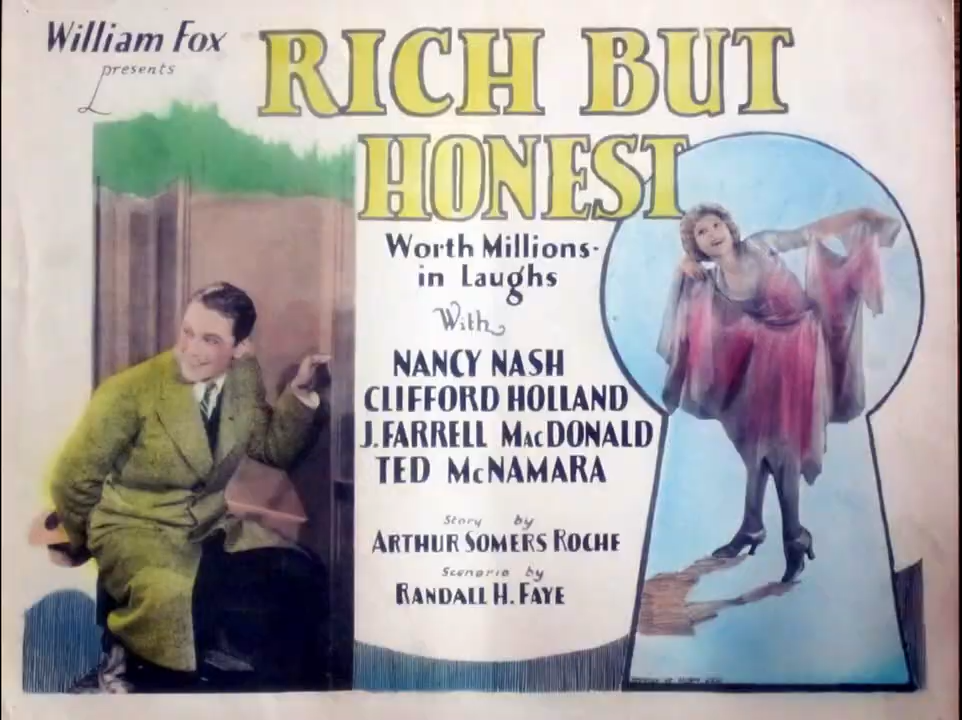 William Fox
presents
RICH BUT
HONEST
Worth Millions-
in Laughs
With
NANCY NASH
CLIFFORD HOLLAND
J. FARRELL MacDONALD
TED McNAMARA
Story by
ARTHUR SOMERS ROCHE
Scenario by
RANDALL H. FAYE